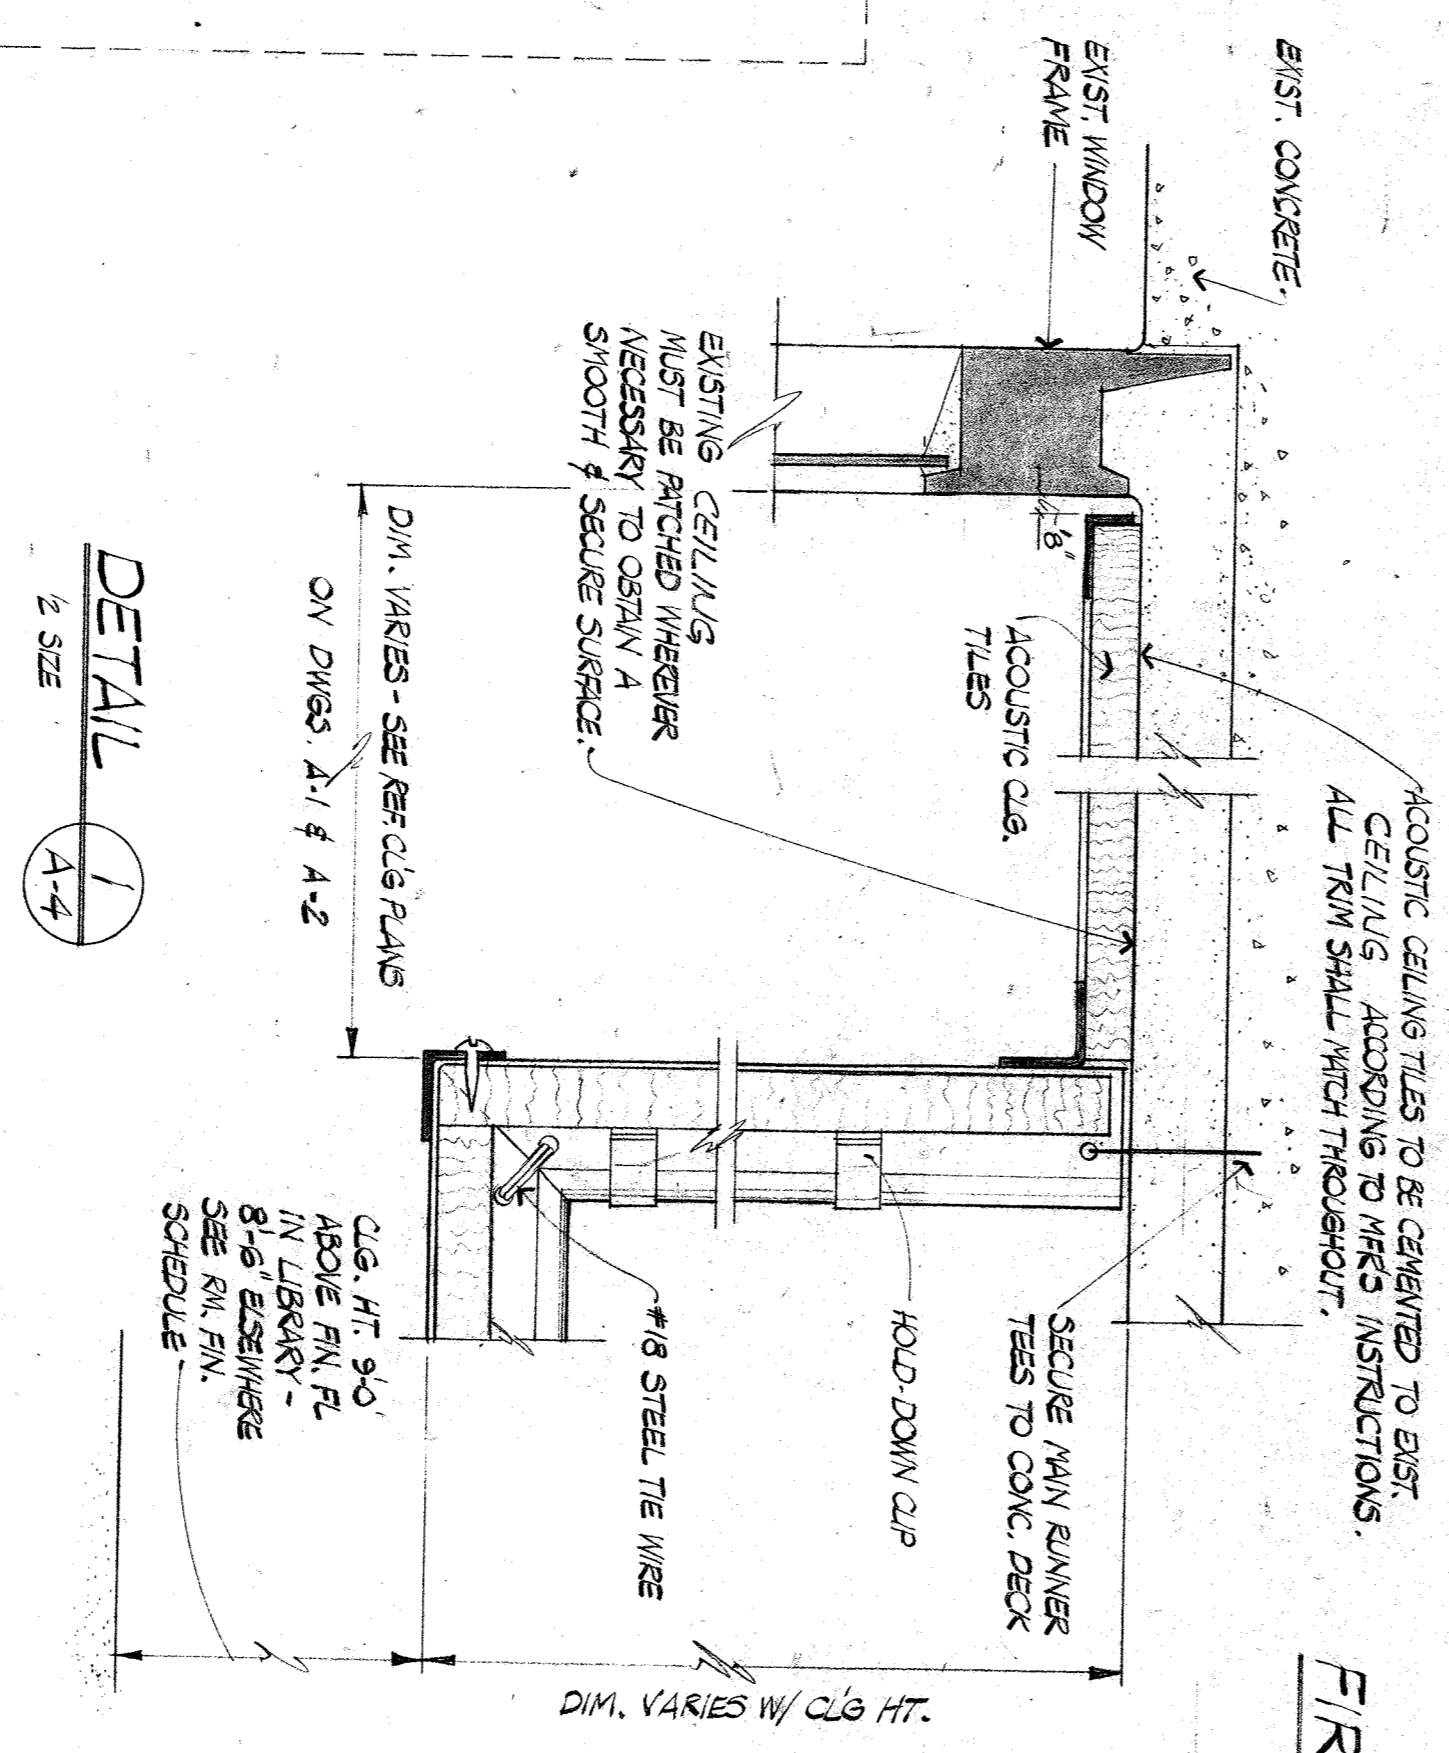 ACOUSTIC CEILING TILES TO BE CEMENTED TO EXIST.
CEILING ACCORDING TO MFR'S INSTRUCTIONS.
ALL TRIM SHALL MATCH THROUGHOUT.
EXIST. CONCRETE.
EXIST. WINDOW
FRAME
1/8"
ACOUSTIC CLG.
TILES
SECURE MAIN RUNNER
TEES TO CONC. DECK
HOLD-DOWN CLIP
EXISTING CEILING
MUST BE PATCHED WHEREVER
NECESSARY TO OBTAIN A
SMOOTH & SECURE SURFACE.
#18 STEEL TIE WIRE
DIM. VARIES W/ CL'G HT.
DIM. VARIES - SEE REF. CL'G PLANS
ON DWGS. A-1 & A-2
CLG. HT. 9'-0"
ABOVE FIN. FL
IN LIBRARY -
8'-6" ELSEWHERE
SEE RM. FIN.
SCHEDULE
DETAIL
1/2 SIZE
1
A-4
FIR